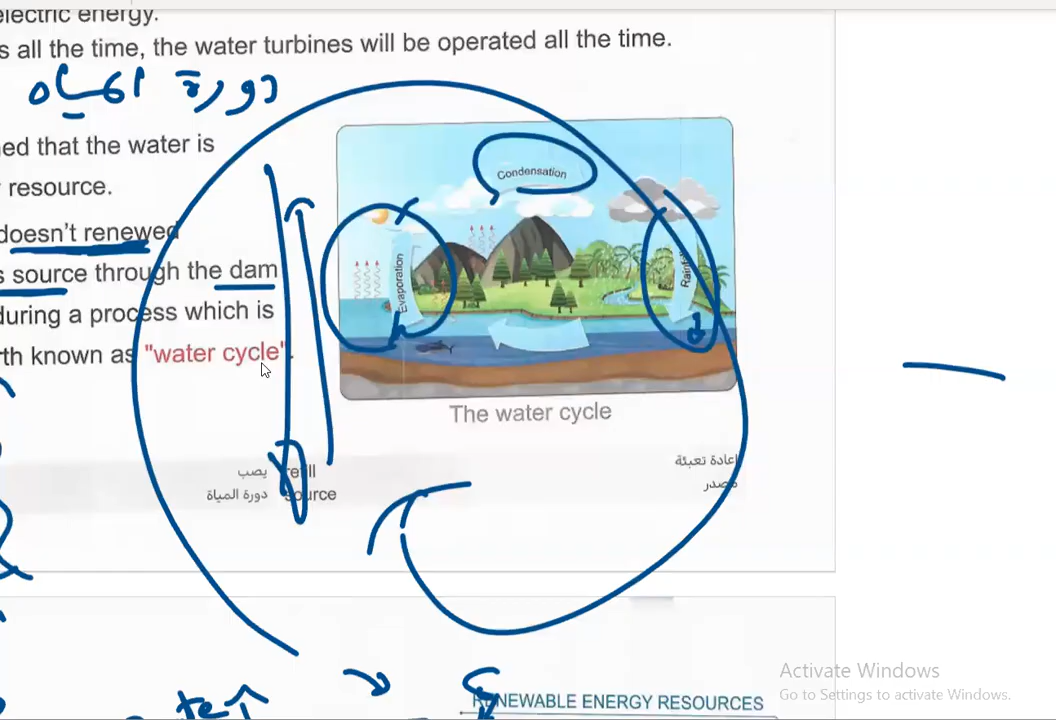 electric energy.
s all the time, the water turbines will be operated all the time.
دورة المياه
ed that the water is
resource.
doesn't renewed
s source through the dam
during a process which is
rth known as "water cycle".
Condensation
Evaporation
The water cycle
يصب refill إعادة تعبئة
دورة المياة source مصدر
Activate Windows
Go to Settings to activate Windows.
RENEWABLE ENERGY RESOURCES